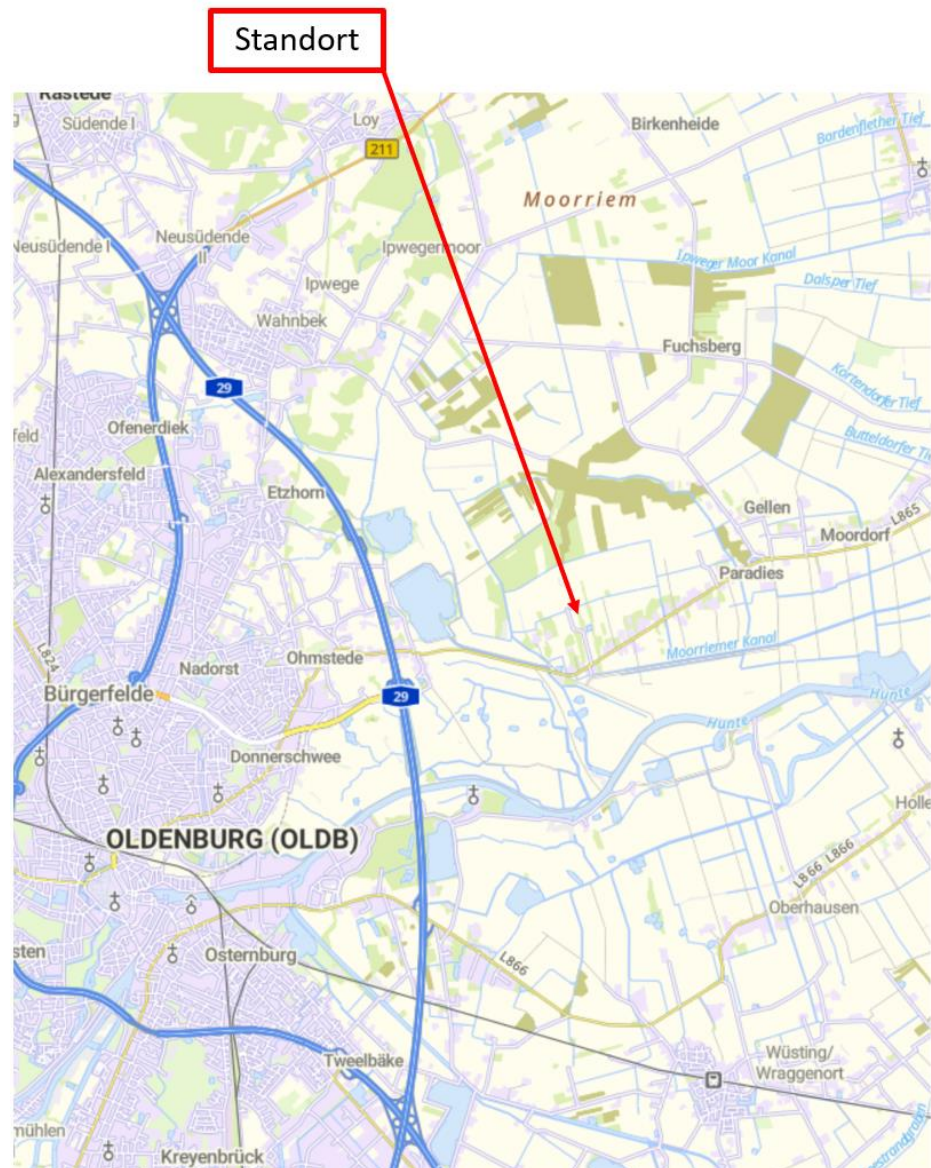 Standort
Rastede
Südende I
Loy
211
Birkenheide
Bardenflether Tief
Moorriem
Neusüdende I
Neusüdende
II
Ipwegermoor
Ipweger Moor Kanal
Ipwege
Dalsper Tief
Wahnbek
Fuchsberg
29
Kortendorfer Tief
feld
Ofenerdiek
Butteldorfer Tie
Alexandersfeld
Etzhorn
Gellen
L865
Moordorf
Paradies
L824
Nadorst
Ohmstede
Moorriemer Kanal
Bürgerfelde
29
Hunte
Hunte
Donnerschwee
Holle
OLDENBURG (OLDB)
L866 L866
Oberhausen
sten
Osternburg
L866
Tweelbäke
Wüsting/
Wraggenort
mühlen
Kreyenbrück